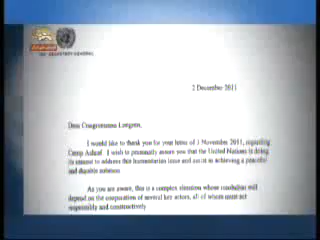 THE SECRETARY-GENERAL
2 December 2011
Dear Congressman Lungren,
I would like to thank you for your letter of 1 November 2011, regarding
Camp Ashraf. I wish to personally assure you that the United Nations is doing
its utmost to address this humanitarian issue and assist in achieving a peaceful
and durable solution
As you are aware, this is a complex situation whose resolution will
depend on the cooperation of several key actors, all of whom must act
responsibly and constructively